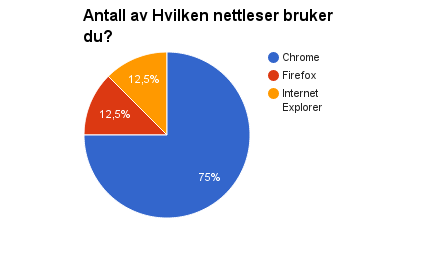 Antall av Hvilken nettleser bruker
du?
Chrome
Firefox
Internet
Explorer
12,5%
12,5%
75%